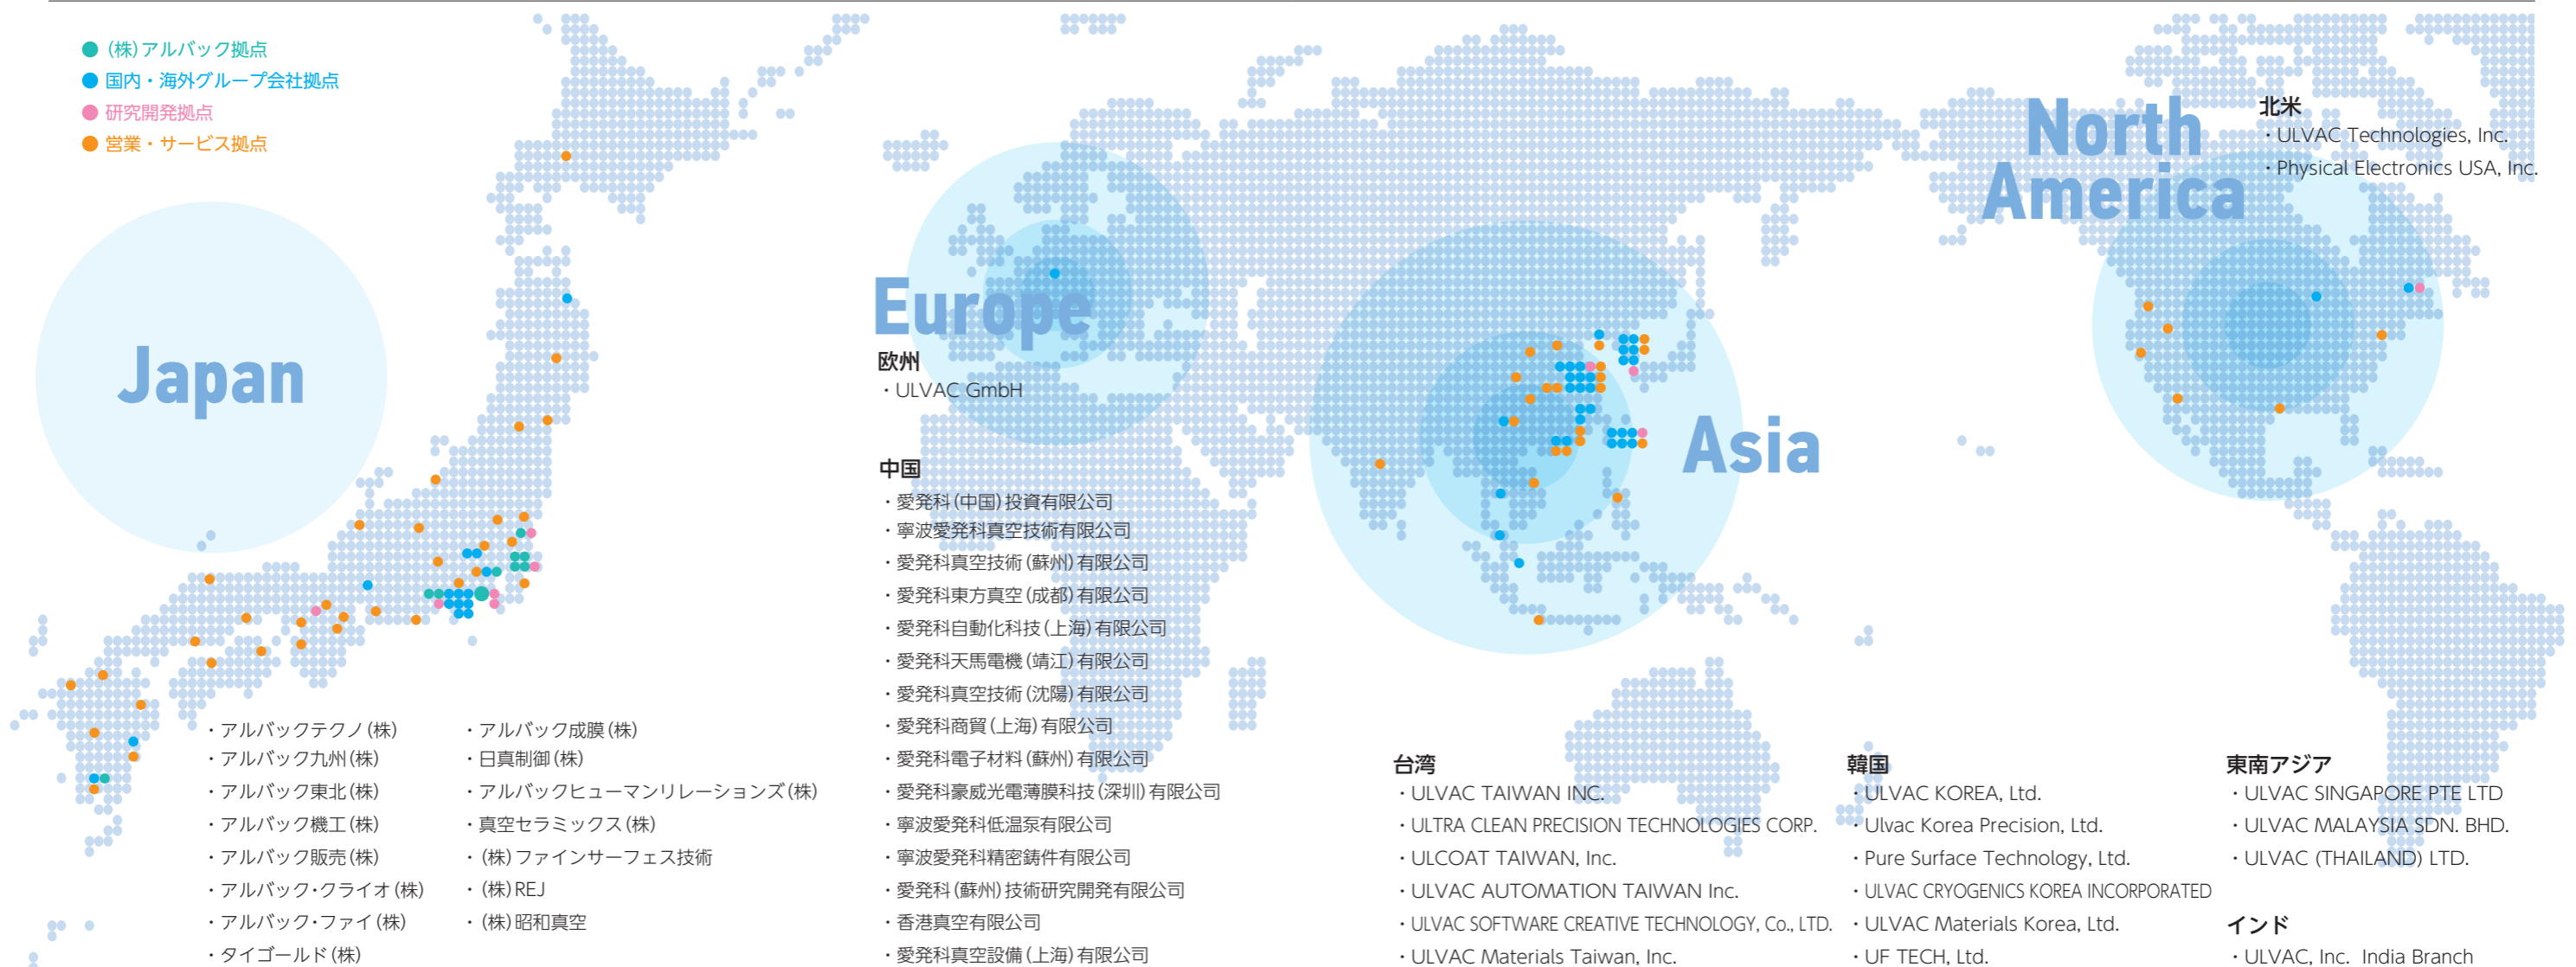 (株)アルバック拠点
国内・海外グループ会社拠点
研究開発拠点
営業・サービス拠点
Japan
・アルバックテクノ(株)
・アルバック九州(株)
・アルバック東北(株)
・アルバック機工(株)
・アルバック販売(株)
・アルバック・クライオ(株)
・アルバック・ファイ(株)
・タイゴールド(株)
・アルバック成膜(株)
・日真制御(株)
・アルバックヒューマンリレーションズ(株)
・真空セラミックス(株)
・(株)ファインサーフェス技術
・(株)REJ
・(株)昭和真空
Europe
欧州
・ULVAC GmbH
中国
・愛発科(中国)投資有限公司
・寧波愛発科真空技術有限公司
・愛発科真空技術(蘇州)有限公司
・愛発科東方真空(成都)有限公司
・愛発科自動化科技(上海)有限公司
・愛発科天馬電機(靖江)有限公司
・愛発科真空技術(沈陽)有限公司
・愛発科商貿(上海)有限公司
・愛発科電子材料(蘇州)有限公司
・愛発科豪威光電薄膜科技(深圳)有限公司
・寧波愛発科低温泵有限公司
・寧波愛発科精密鋳件有限公司
・愛発科(蘇州)技術研究開発有限公司
・香港真空有限公司
・愛発科真空設備(上海)有限公司
Asia
台湾
・ULVAC TAIWAN INC.
・ULTRA CLEAN PRECISION TECHNOLOGIES CORP.
・ULCOAT TAIWAN, Inc.
・ULVAC AUTOMATION TAIWAN Inc.
・ULVAC SOFTWARE CREATIVE TECHNOLOGY, Co., LTD.
・ULVAC Materials Taiwan, Inc.
韓国
・ULVAC KOREA, Ltd.
・Ulvac Korea Precision, Ltd.
・Pure Surface Technology, Ltd.
・ULVAC CRYOGENICS KOREA INCORPORATED
・ULVAC Materials Korea, Ltd.
・UF TECH, Ltd.
North
America
北米
・ULVAC Technologies, Inc.
・Physical Electronics USA, Inc.
東南アジア
・ULVAC SINGAPORE PTE LTD
・ULVAC MALAYSIA SDN. BHD.
・ULVAC (THAILAND) LTD.
インド
・ULVAC, Inc. India Branch